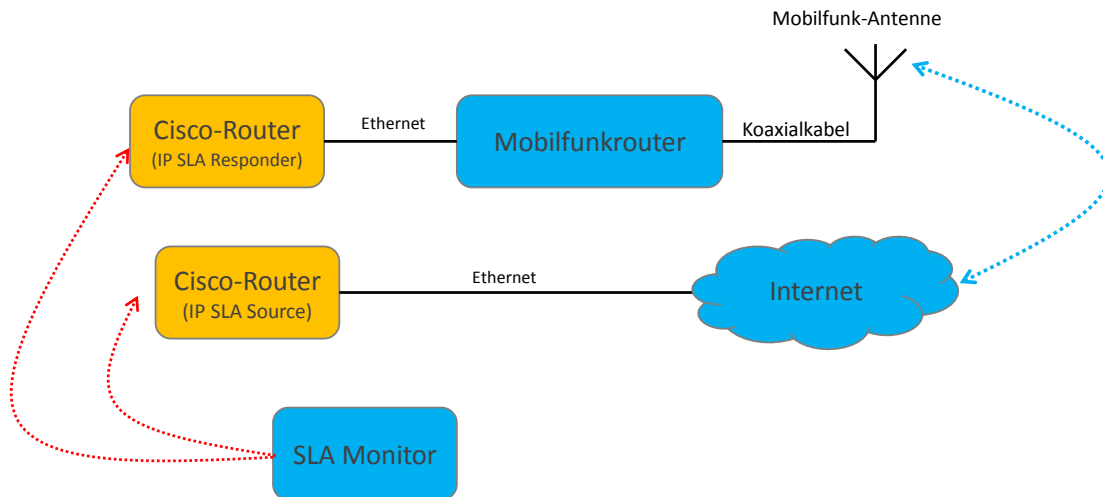 Mobilfunk-Antenne
Cisco-Router
(IP SLA Responder)
Ethernet
Mobilfunkrouter
Koaxialkabel
Cisco-Router
(IP SLA Source)
Ethernet
Internet
SLA Monitor